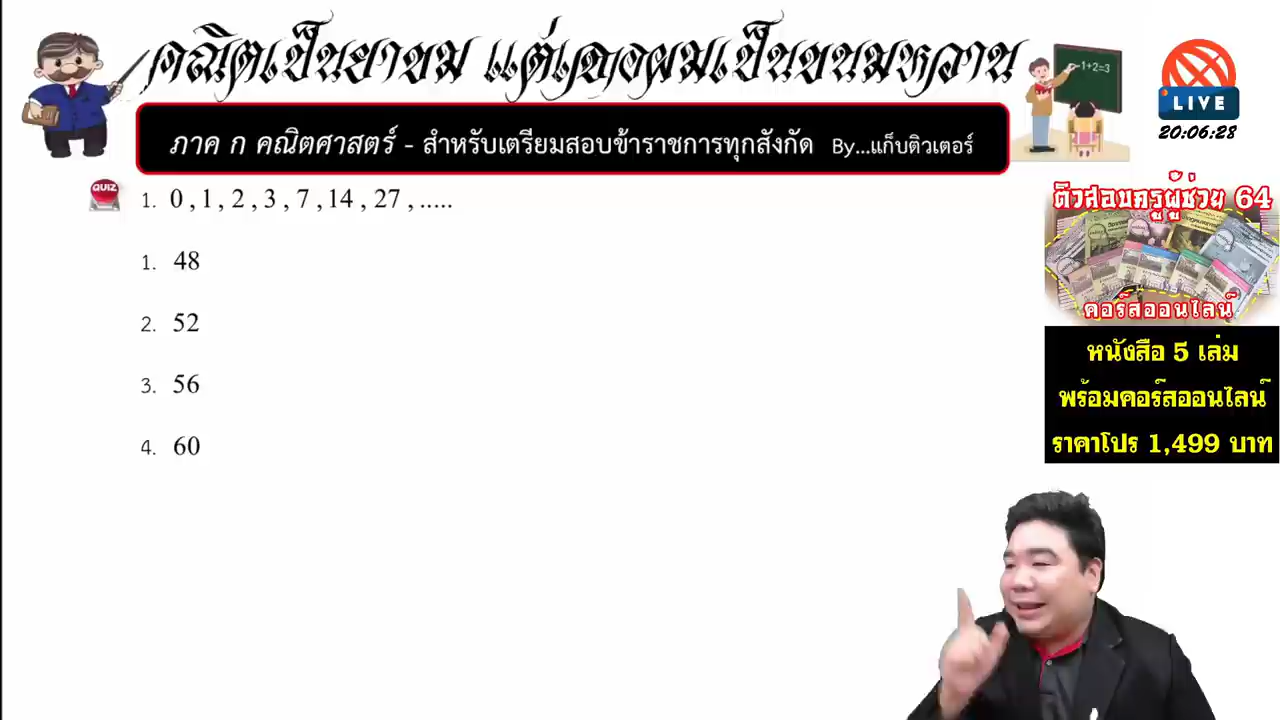 คณิตเป็นยาขม แต่เธอผมเป็นขนมหวาน
1+2=3
LIVE
20:06:28
ภาค ก คณิตศาสตร์ - สำหรับเตรียมสอบข้าราชการทุกสังกัด By...แก็บติวเตอร์
QUIZ
1. 0 , 1 , 2 , 3 , 7 , 14 , 27 , .....
1. 48
2. 52
3. 56
4. 60
ติวสอบครูผู้ช่วย 64
คอร์สออนไลน์
หนังสือ 5 เล่ม
พร้อมคอร์สออนไลน์
ราคาโปร 1,499 บาท